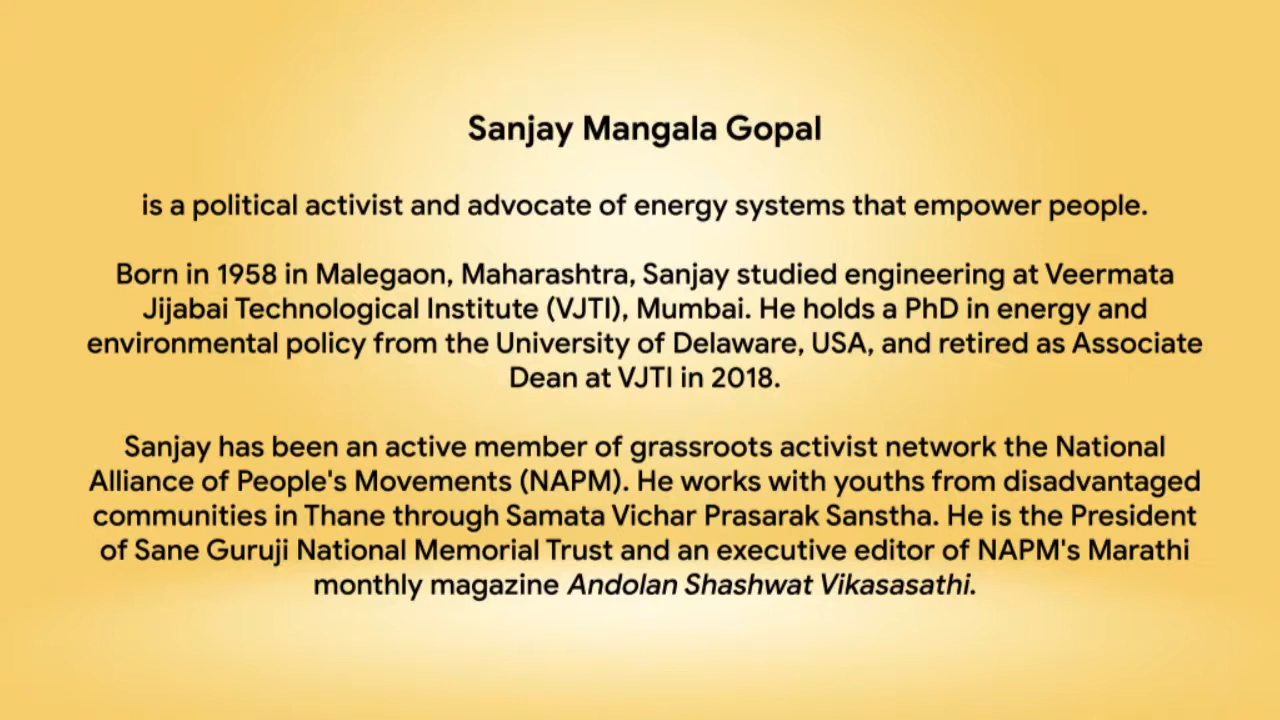 Sanjay Mangala Gopal
is a political activist and advocate of energy systems that empower people.
Born in 1958 in Malegaon, Maharashtra, Sanjay studied engineering at Veermata
Jijabai Technological Institute (VJTI), Mumbai. He holds a PhD in energy and
environmental policy from the University of Delaware, USA, and retired as Associate
Dean at VJTI in 2018.
Sanjay has been an active member of grassroots activist network the National
Alliance of People's Movements (NAPM). He works with youths from disadvantaged
communities in Thane through Samata Vichar Prasarak Sanstha. He is the President
of Sane Guruji National Memorial Trust and an executive editor of NAPM's Marathi
monthly magazine Andolan Shashwat Vikasasathi.